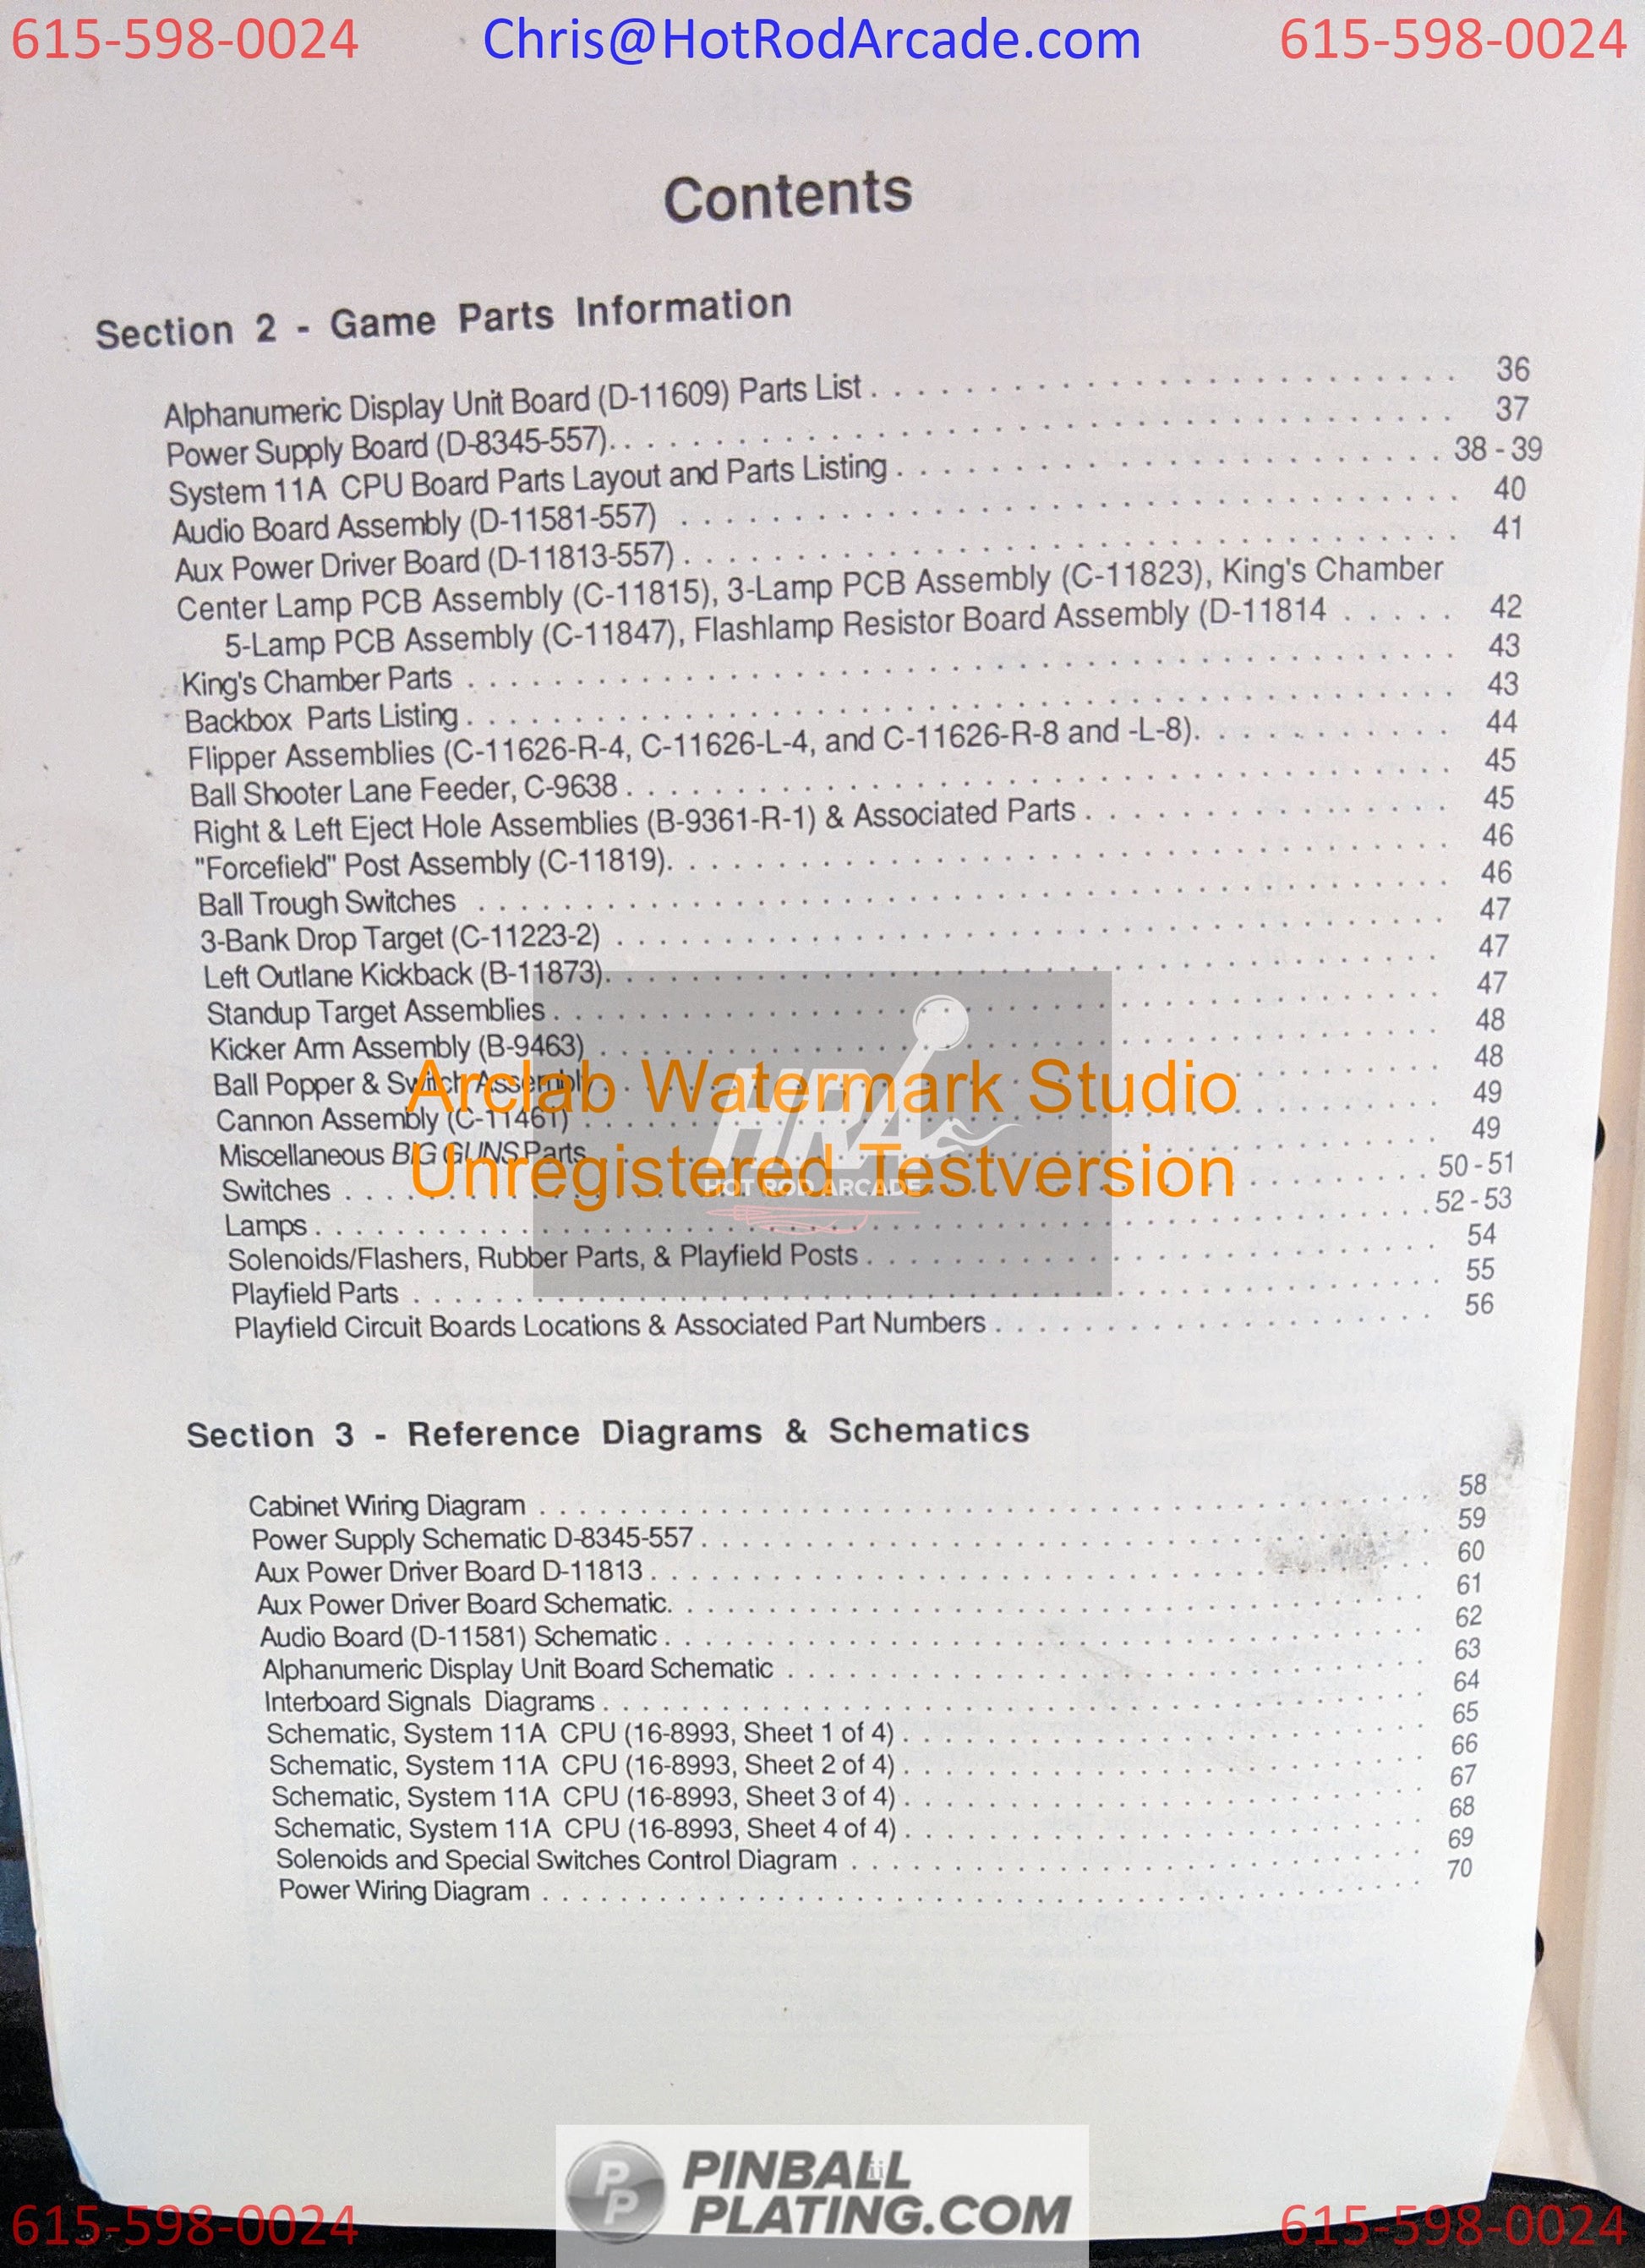 615-598-0024 Chris@HotRodArcade.com 615-598-0024
Contents
Section 2 - Game Parts Information
Alphanumeric Display Unit Board (D-11609) Parts List . . . . . . . . . . . . . . . . . . . . . . 36
Power Supply Board (D-8345-557). . . . . . . . . . . . . . . . . . . . . . . . . . . . . . 37
System 11A CPU Board Parts Layout and Parts Listing . . . . . . . . . . . . . . . . . . . . 38 - 39
Audio Board Assembly (D-11581-557) . . . . . . . . . . . . . . . . . . . . . . . . . . . . 40
Aux Power Driver Board (D-11813-557) . . . . . . . . . . . . . . . . . . . . . . . . . . . . 41
Center Lamp PCB Assembly (C-11815), 3-Lamp PCB Assembly (C-11823), King's Chamber
5-Lamp PCB Assembly (C-11847), Flashlamp Resistor Board Assembly (D-11814 . . . . . 42
King's Chamber Parts . . . . . . . . . . . . . . . . . . . . . . . . . . . . . . . . . . . 43
Backbox Parts Listing . . . . . . . . . . . . . . . . . . . . . . . . . . . . . . . . . . . 43
Flipper Assemblies (C-11626-R-4, C-11626-L-4, and C-11626-R-8 and -L-8). . . . . . . . . . 44
Ball Shooter Lane Feeder, C-9638 . . . . . . . . . . . . . . . . . . . . . . . . . . . . . 45
Right & Left Eject Hole Assemblies (B-9361-R-1) & Associated Parts . . . . . . . . . . . . . 45
"Forcefield" Post Assembly (C-11819). . . . . . . . . . . . . . . . . . . . . . . . . . . . 46
Ball Trough Switches . . . . . . . . . . . . . . . . . . . . . . . . . . . . . . . . . . . 46
3-Bank Drop Target (C-11223-2) . . . . . . . . . . . . . . . . . . . . . . . . . . . . . . 47
Left Outlane Kickback (B-11873). . . . . . . . . . . . . . . . . . . . . . . . . . . . . . 47
Standup Target Assemblies . . . . . . . . . . . . . . . . . . . . . . . . . . . . . . . . 47
Kicker Arm Assembly (B-9463) . . . . . . . . . . . . . . . . . . . . . . . . . . . . . . . 48
Ball Popper & Switch Assembly . . . . . . . . . . . . . . . . . . . . . . . . . . . . . . 48
Cannon Assembly (C-11461) . . . . . . . . . . . . . . . . . . . . . . . . . . . . . . . . 49
Miscellaneous BIG GUNS Parts . . . . . . . . . . . . . . . . . . . . . . . . . . . . . . 49
Switches . . . . . . . . . . . . . . . . . . . . . . . . . . . . . . . . . . . . . . . . 50 - 51
Lamps . . . . . . . . . . . . . . . . . . . . . . . . . . . . . . . . . . . . . . . . . . 52 - 53
Solenoids/Flashers, Rubber Parts, & Playfield Posts . . . . . . . . . . . . . . . . . . . . 54
Playfield Parts . . . . . . . . . . . . . . . . . . . . . . . . . . . . . . . . . . . . . . 55
Playfield Circuit Boards Locations & Associated Part Numbers . . . . . . . . . . . . . . . . 56
Arclab Watermark Studio
Unregistered Testversion
HRA
HOT ROD ARCADE
Section 3 - Reference Diagrams & Schematics
Cabinet Wiring Diagram . . . . . . . . . . . . . . . . . . . . . . . . . . . . . . . . . 58
Power Supply Schematic D-8345-557 . . . . . . . . . . . . . . . . . . . . . . . . . . . . 59
Aux Power Driver Board D-11813 . . . . . . . . . . . . . . . . . . . . . . . . . . . . . . 60
Aux Power Driver Board Schematic. . . . . . . . . . . . . . . . . . . . . . . . . . . . . 61
Audio Board (D-11581) Schematic . . . . . . . . . . . . . . . . . . . . . . . . . . . . . 62
Alphanumeric Display Unit Board Schematic . . . . . . . . . . . . . . . . . . . . . . . . 63
Interboard Signals Diagrams . . . . . . . . . . . . . . . . . . . . . . . . . . . . . . . 64
Schematic, System 11A CPU (16-8993, Sheet 1 of 4) . . . . . . . . . . . . . . . . . . . . 65
Schematic, System 11A CPU (16-8993, Sheet 2 of 4) . . . . . . . . . . . . . . . . . . . . 66
Schematic, System 11A CPU (16-8993, Sheet 3 of 4) . . . . . . . . . . . . . . . . . . . . 67
Schematic, System 11A CPU (16-8993, Sheet 4 of 4) . . . . . . . . . . . . . . . . . . . . 68
Solenoids and Special Switches Control Diagram . . . . . . . . . . . . . . . . . . . . . . 69
Power Wiring Diagram . . . . . . . . . . . . . . . . . . . . . . . . . . . . . . . . . . 70
ii
PP PINBALL
PLATING.COM
615-598-0024 615-598-0024